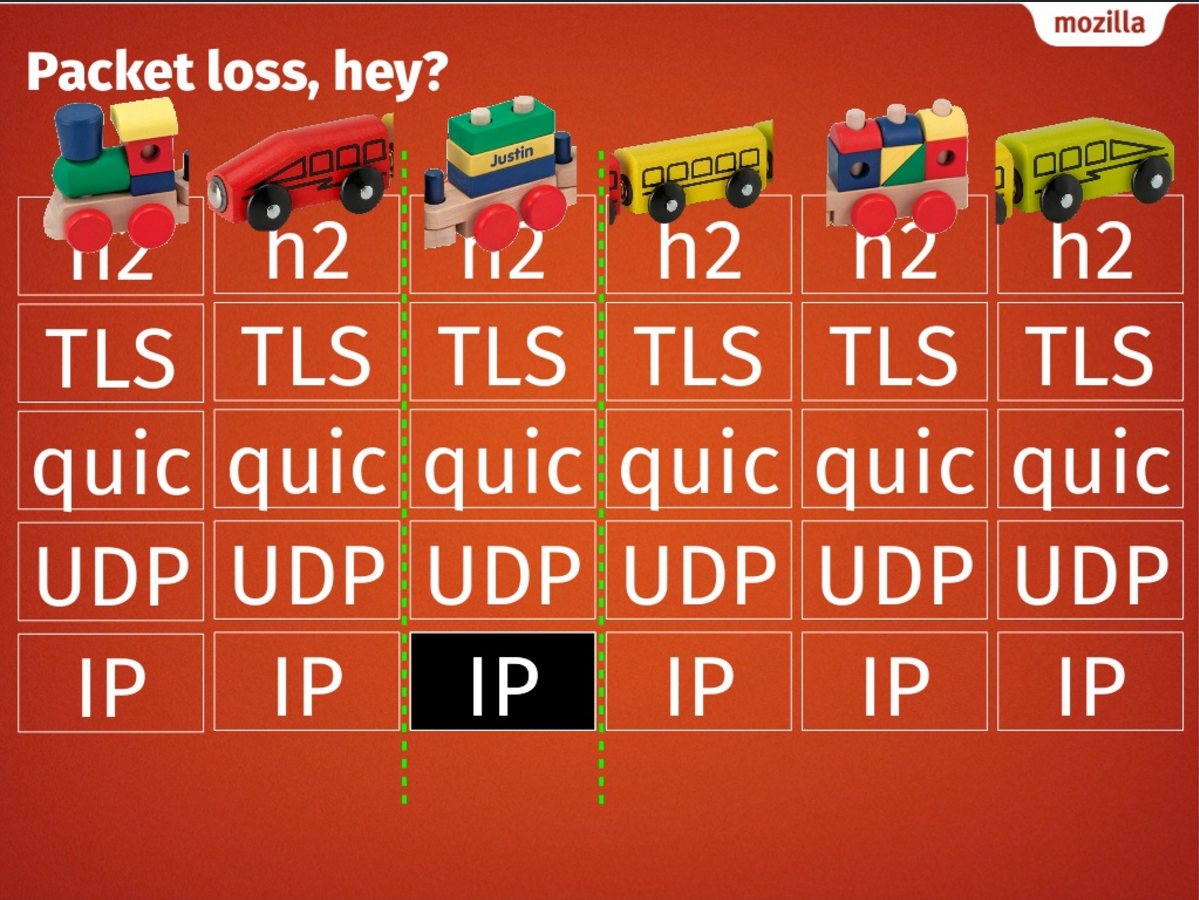 mozilla
Packet loss, hey?
Justin
h2 h2 h2 h2 h2 h2
TLS TLS TLS TLS TLS TLS
quic quic quic quic quic quic
UDP UDP UDP UDP UDP UDP
IP IP IP IP IP IP